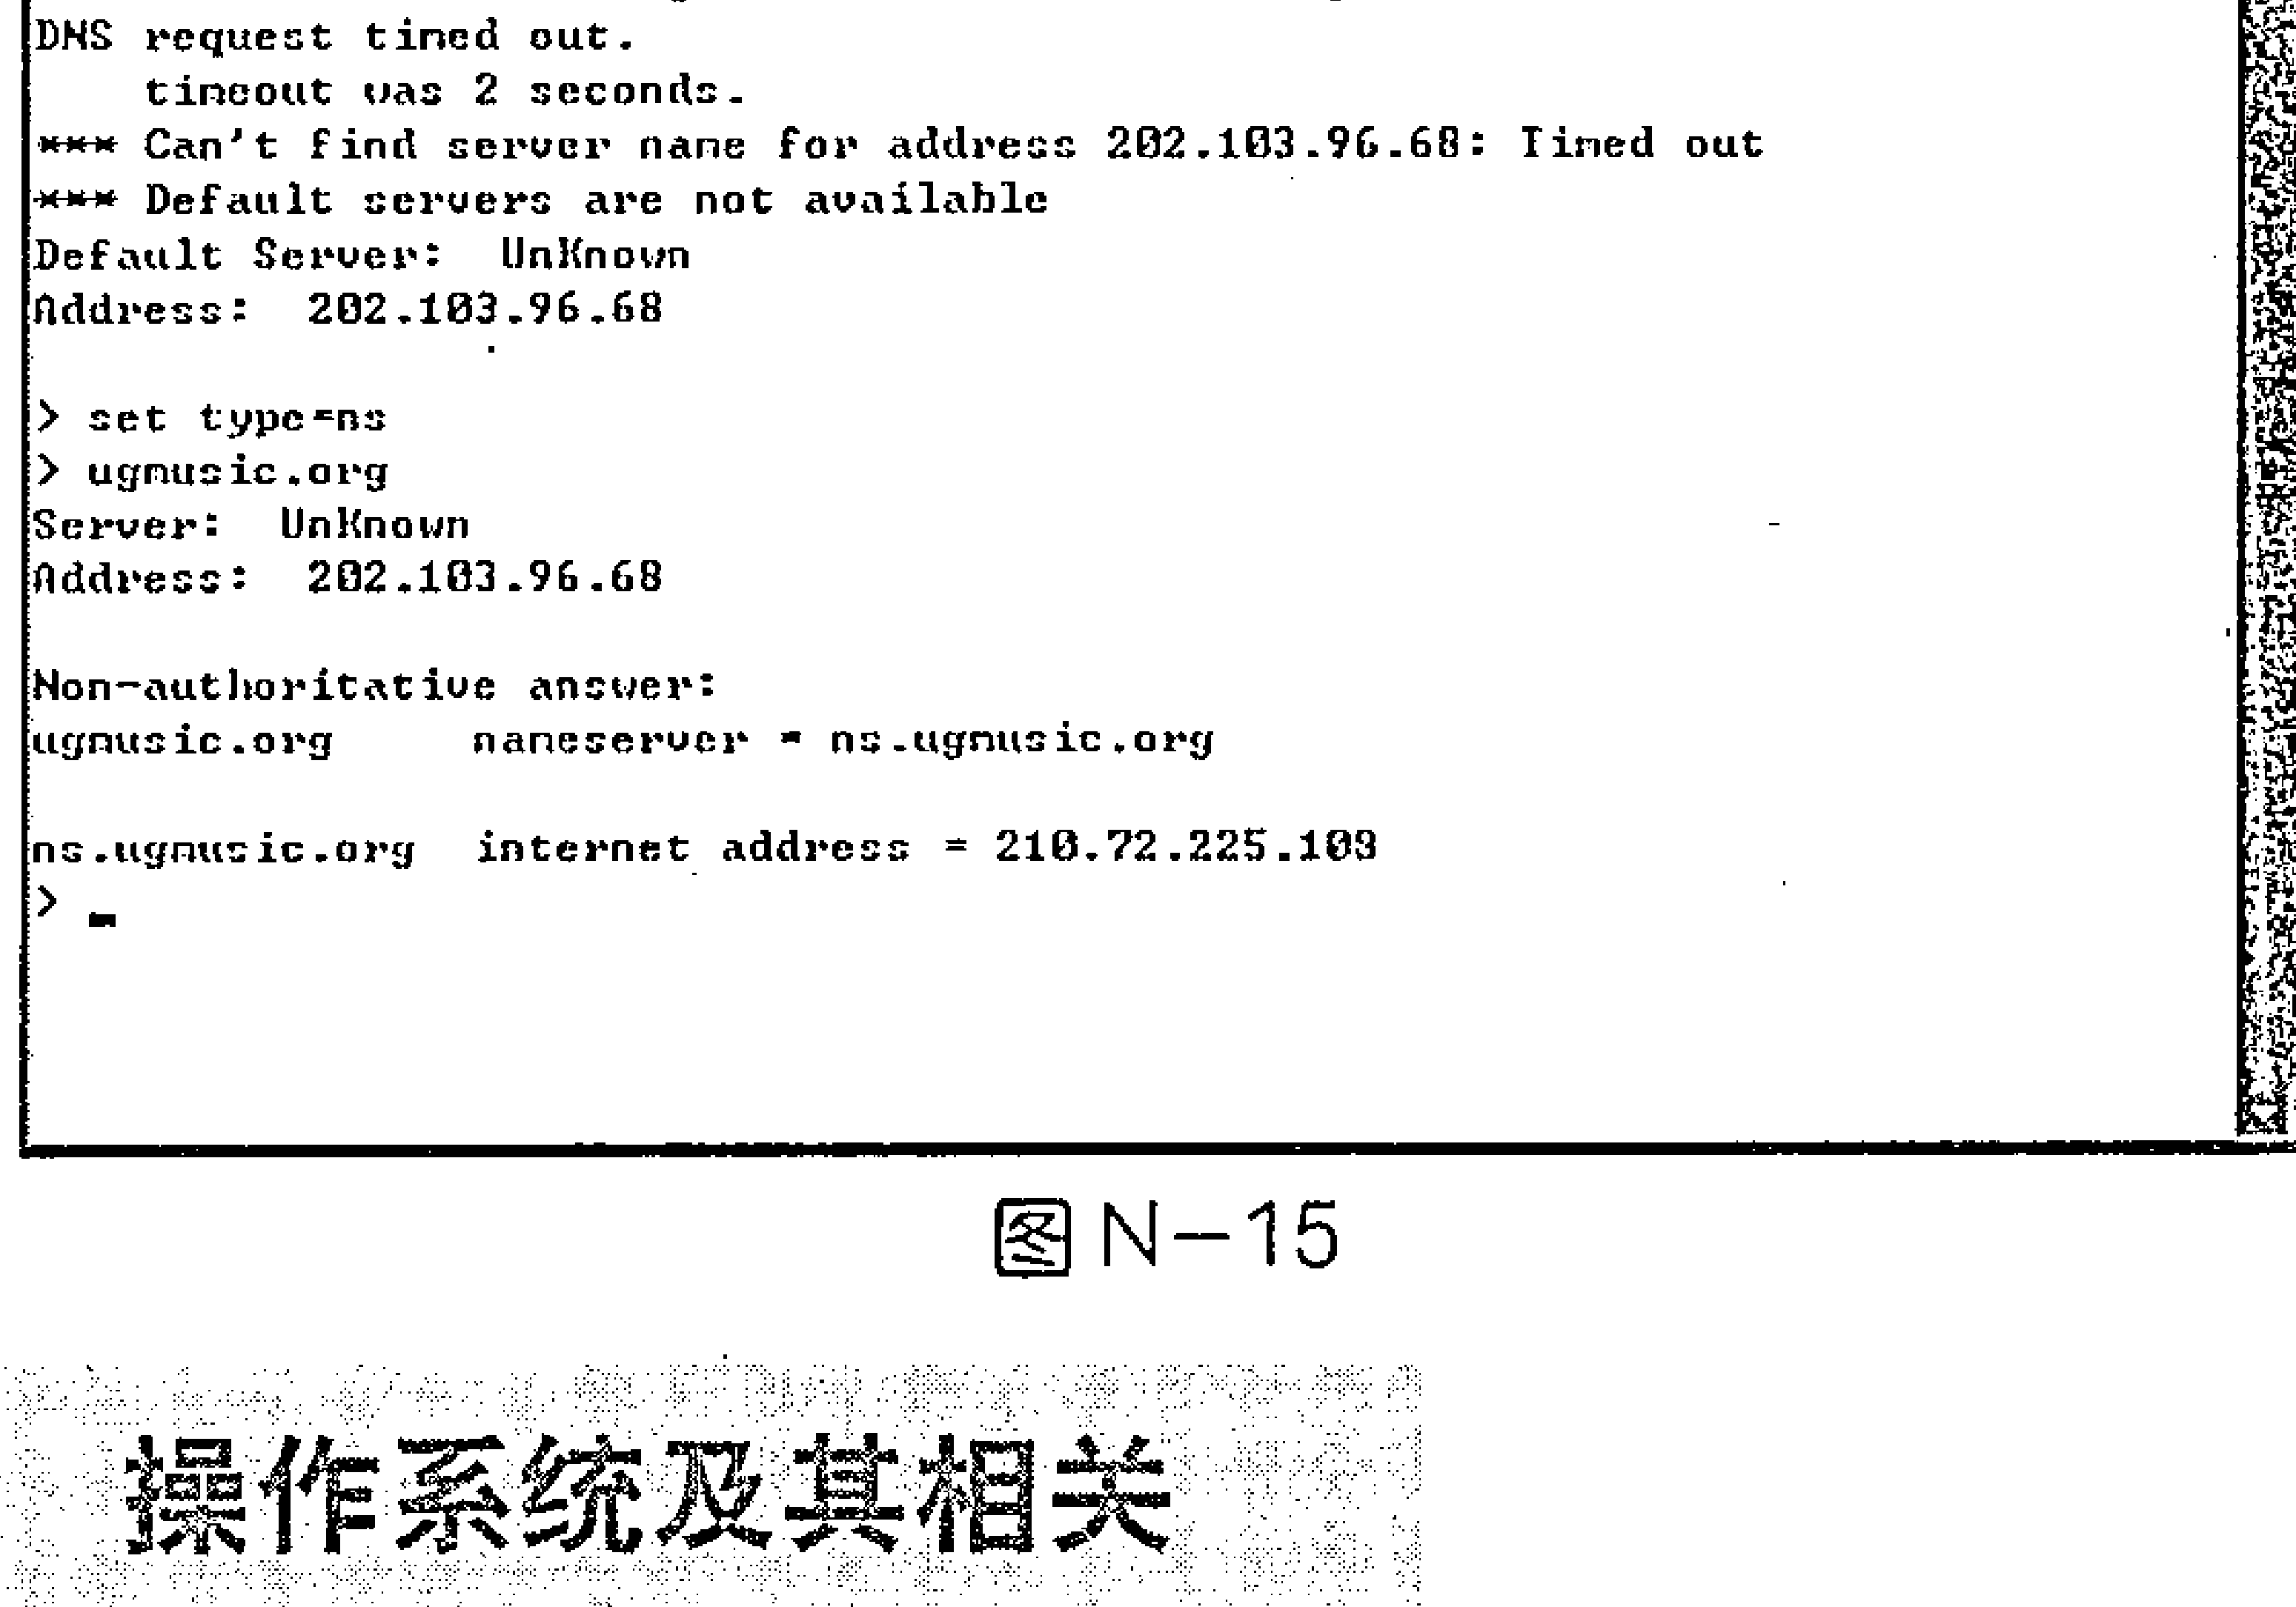 DNS request timed out.
timeout was 2 seconds.
*** Can't find server name for address 202.103.96.68: Timed out
*** Default servers are not available
Default Server: UnKnown
Address: 202.103.96.68
> set type=ns
> ugmusic.org
Server: UnKnown
Address: 202.103.96.68
Non-authoritative answer:
ugmusic.org nameserver = ns.ugmusic.org
ns.ugmusic.org internet address = 210.72.225.109
> _
图 N-15
操作系统及其相关